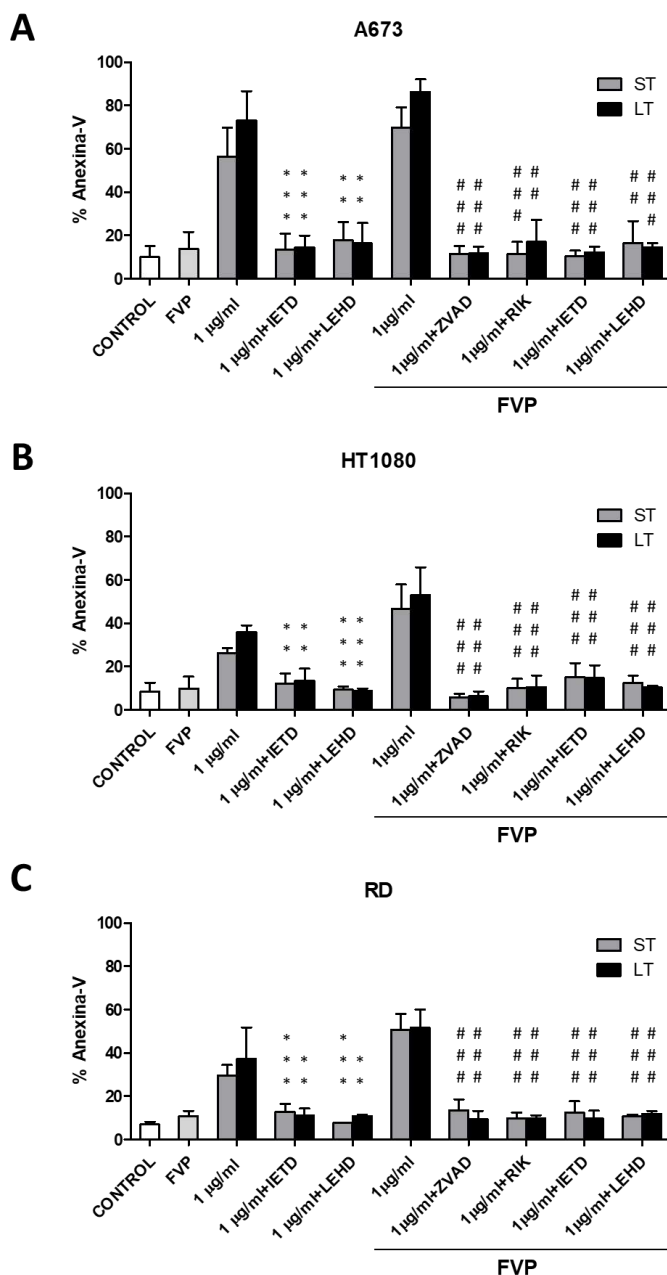 A
A673
% Anexina-V
100
80
60
40
20
0
ST
LT
* * * * # # # # # # # #
* * * * # # # # # # # #
* * # # # # # #
CONTROL
FVP
1 µg/ml
1 µg/ml+IETD
1 µg/ml+LEHD
1µg/ml
1µg/ml+ZVAD
1µg/ml+RIK
1µg/ml+IETD
1µg/ml+LEHD
FVP
B
HT1080
% Anexina-V
100
80
60
40
20
0
ST
LT
* * * * # # # # # # # #
* * * * # # # # # # # #
* * # # # # # # # #
CONTROL
FVP
1 µg/ml
1 µg/ml+IETD
1 µg/ml+LEHD
1µg/ml
1µg/ml+ZVAD
1µg/ml+RIK
1µg/ml+IETD
1µg/ml+LEHD
FVP
C
RD
% Anexina-V
100
80
60
40
20
0
ST
LT
* * # # # # # # # #
* * * * # # # # # # # #
* * * * # # # # # # # #
CONTROL
FVP
1 µg/ml
1 µg/ml+IETD
1 µg/ml+LEHD
1µg/ml
1µg/ml+ZVAD
1µg/ml+RIK
1µg/ml+IETD
1µg/ml+LEHD
FVP